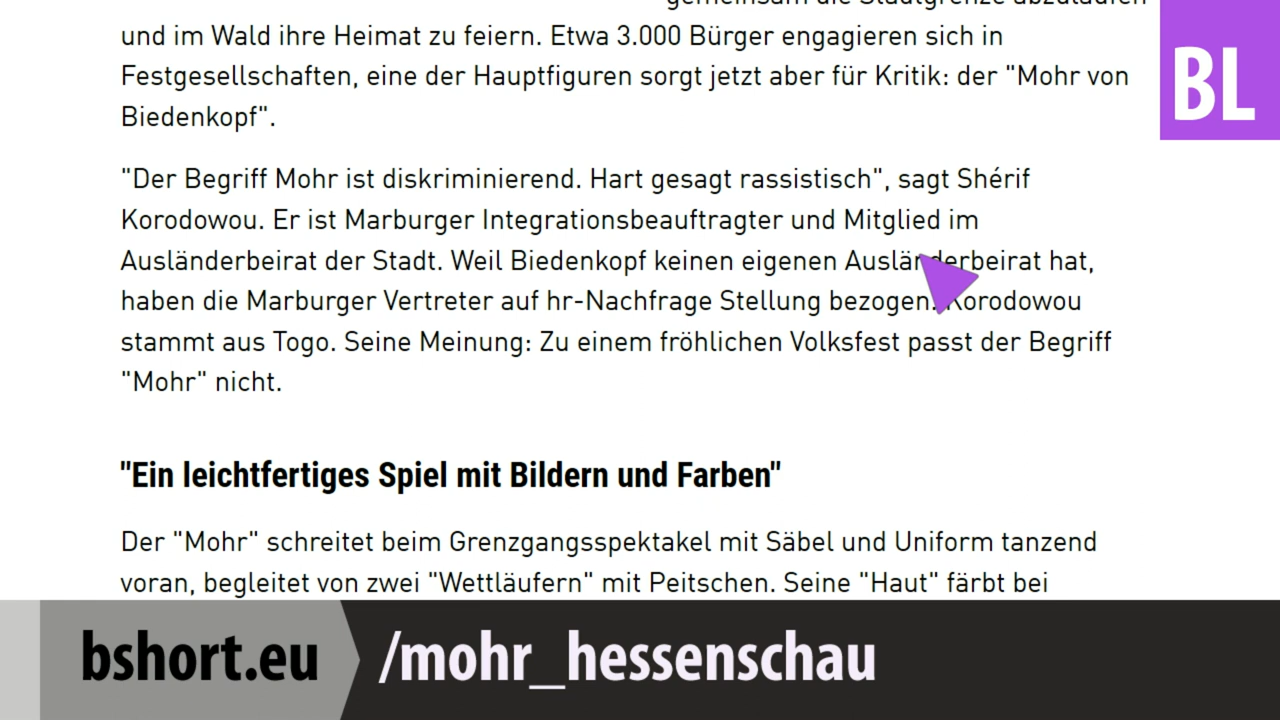 gemeinsam die Stadtgrenze abzulaufen
und im Wald ihre Heimat zu feiern. Etwa 3.000 Bürger engagieren sich in
Festgesellschaften, eine der Hauptfiguren sorgt jetzt aber für Kritik: der "Mohr von
Biedenkopf".
"Der Begriff Mohr ist diskriminierend. Hart gesagt rassistisch", sagt Shérif
Korodowou. Er ist Marburger Integrationsbeauftragter und Mitglied im
Ausländerbeirat der Stadt. Weil Biedenkopf keinen eigenen Ausländerbeirat hat,
haben die Marburger Vertreter auf hr-Nachfrage Stellung bezogen. Korodowou
stammt aus Togo. Seine Meinung: Zu einem fröhlichen Volksfest passt der Begriff
"Mohr" nicht.
"Ein leichtfertiges Spiel mit Bildern und Farben"
Der "Mohr" schreitet beim Grenzgangsspektakel mit Säbel und Uniform tanzend
voran, begleitet von zwei "Wettläufern" mit Peitschen. Seine "Haut" färbt bei
BL
bshort.eu /mohr_hessenschau